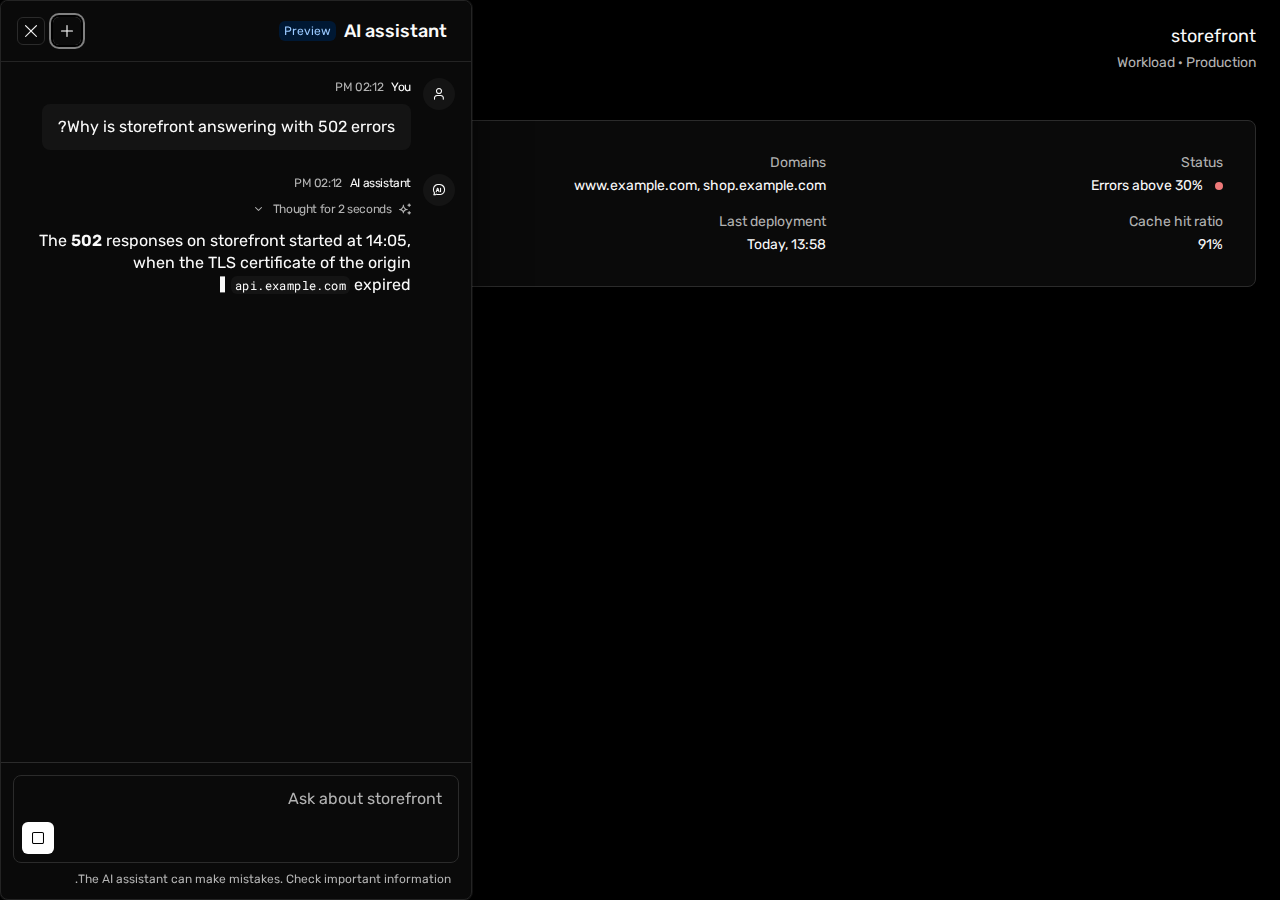 AI assistant Preview
You 02:12 PM
Why is storefront answering with 502 errors?
AI assistant 02:12 PM
Thought for 2 seconds
The 502 responses on storefront started at 14:05,
when the TLS certificate of the origin
api.example.com expired
Ask about storefront
The AI assistant can make mistakes. Check important information.
storefront
Workload • Production
Status
Errors above 30%
Domains
www.example.com, shop.example.com
Cache hit ratio
91%
Last deployment
Today, 13:58